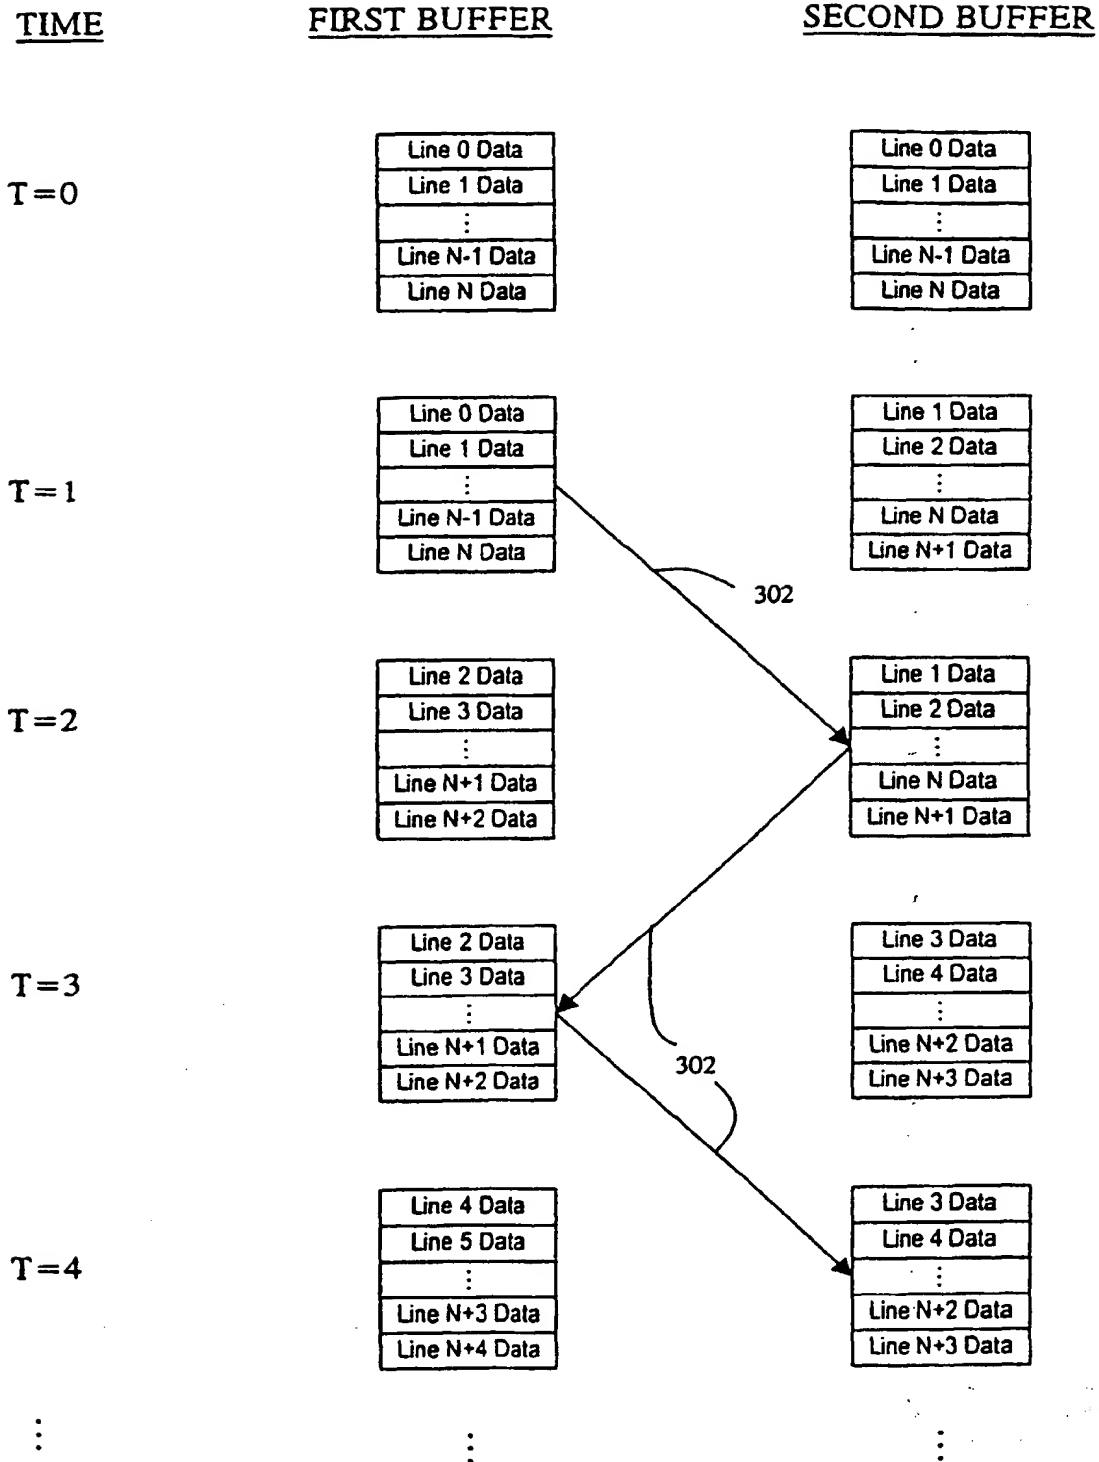 TIME FIRST BUFFER SECOND BUFFER
T=0
Line 0 Data
Line 1 Data
⋮
Line N-1 Data
Line N Data
Line 0 Data
Line 1 Data
⋮
Line N-1 Data
Line N Data
T=1
Line 0 Data
Line 1 Data
⋮
Line N-1 Data
Line N Data
Line 1 Data
Line 2 Data
⋮
Line N Data
Line N+1 Data
302
T=2
Line 2 Data
Line 3 Data
⋮
Line N+1 Data
Line N+2 Data
Line 1 Data
Line 2 Data
⋮
Line N Data
Line N+1 Data
T=3
Line 2 Data
Line 3 Data
⋮
Line N+1 Data
Line N+2 Data
302
Line 3 Data
Line 4 Data
⋮
Line N+2 Data
Line N+3 Data
T=4
Line 4 Data
Line 5 Data
⋮
Line N+3 Data
Line N+4 Data
Line 3 Data
Line 4 Data
⋮
Line N+2 Data
Line N+3 Data
⋮ ⋮ ⋮